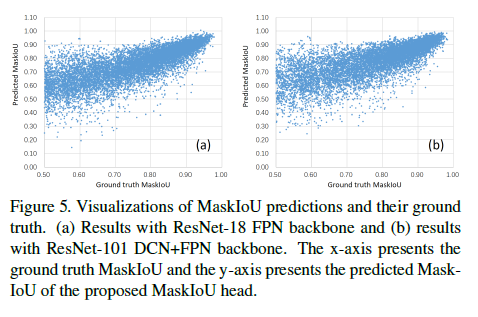 1.10
1.00
0.90
0.80
0.70
0.60
0.50
0.40
0.30
0.20
0.10
0.00
Predicted MaskIoU
0.50 0.60 0.70 0.80 0.90 1.00
Ground truth MaskIoU
(a)
1.10
1.00
0.90
0.80
0.70
0.60
0.50
0.40
0.30
0.20
0.10
0.00
Predicted MaskIoU
0.50 0.60 0.70 0.80 0.90 1.00
Ground truth MaskIoU
(b)
Figure 5. Visualizations of MaskIoU predictions and their ground
truth. (a) Results with ResNet-18 FPN backbone and (b) results
with ResNet-101 DCN+FPN backbone. The x-axis presents the
ground truth MaskIoU and the y-axis presents the predicted Mask-
IoU of the proposed MaskIoU head.